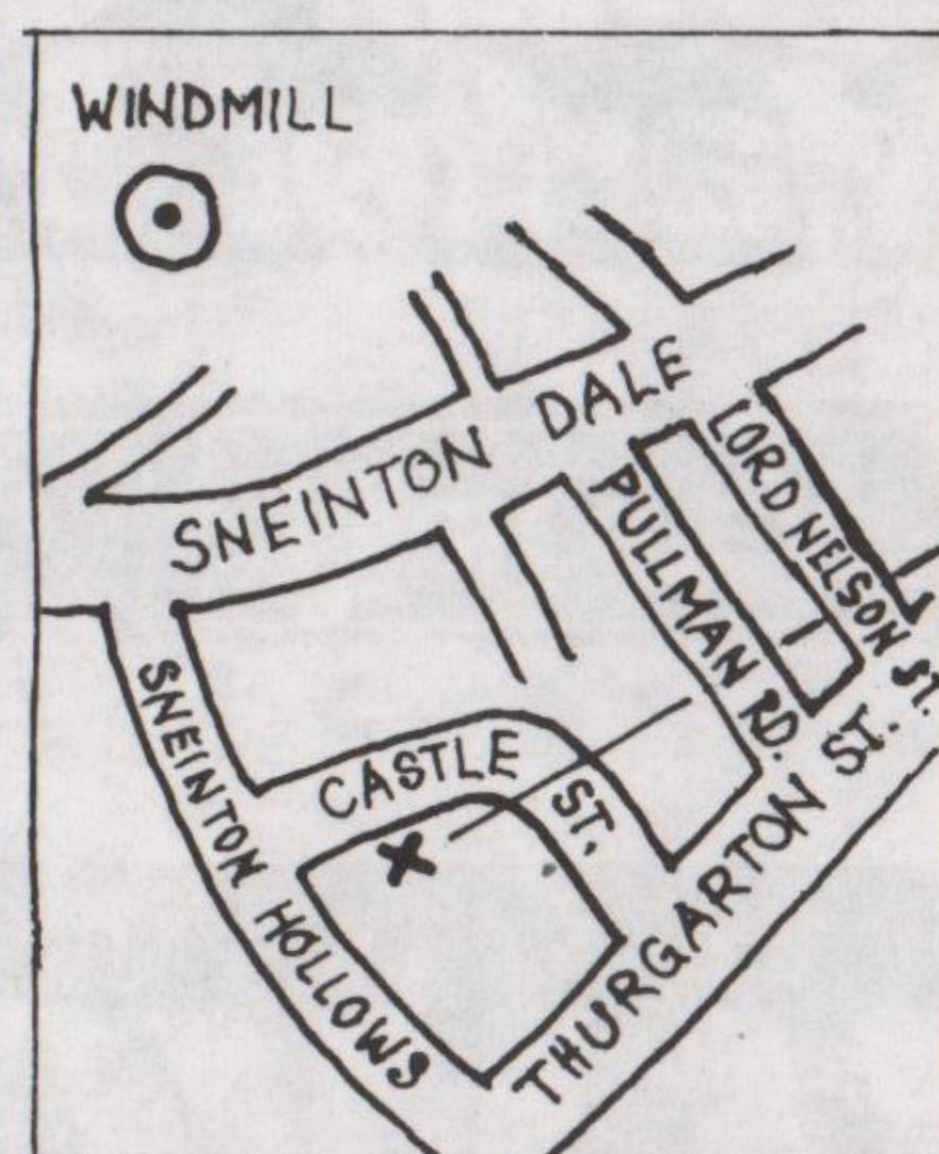 WINDMILL
SNEINTON DALE
LORD NELSON ST.
PULLMAN RD.
SNEINTON HOLLOWS
CASTLE ST.
X
THURGARTON ST.